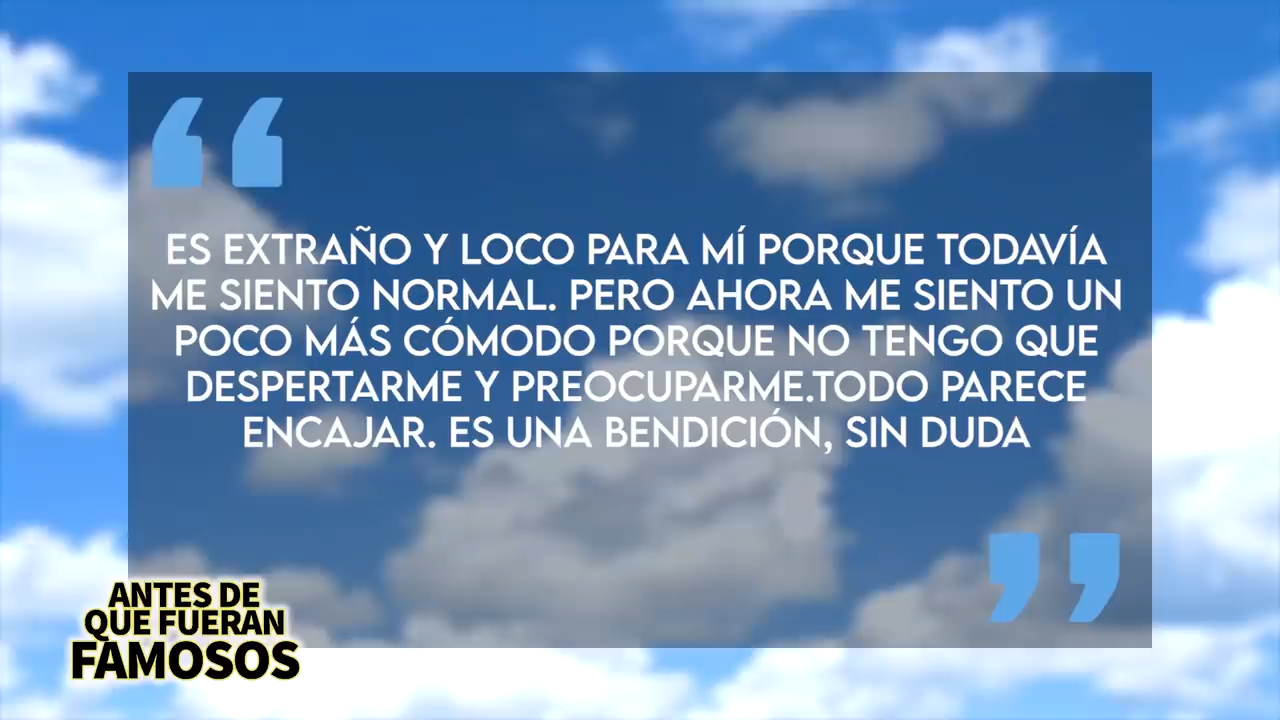 ES EXTRAÑO Y LOCO PARA MÍ PORQUE TODAVÍA
ME SIENTO NORMAL. PERO AHORA ME SIENTO UN
POCO MÁS CÓMODO PORQUE NO TENGO QUE
DESPERTARME Y PREOCUPARME.TODO PARECE
ENCAJAR. ES UNA BENDICIÓN, SIN DUDA
ANTES DE
QUE FUERAN
FAMOSOS